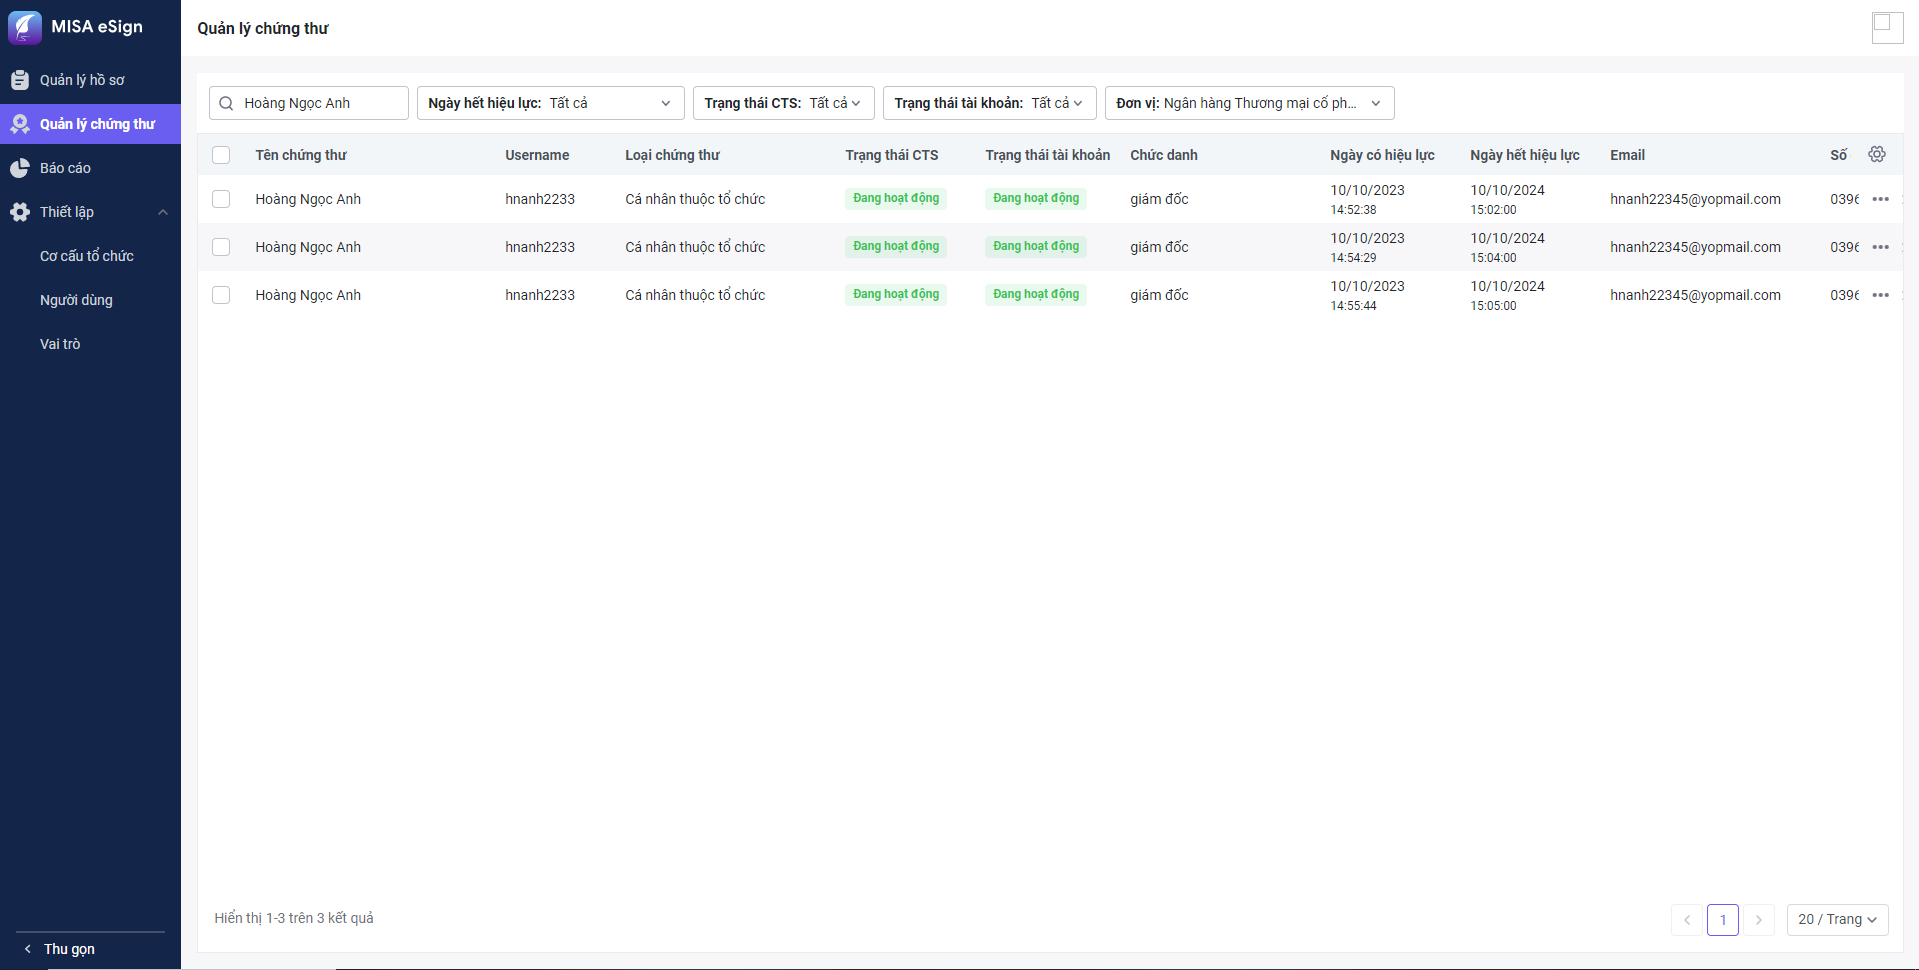 MISA eSign
Quản lý chứng thư
Quản lý hồ sơ
Quản lý chứng thư
Báo cáo
Thiết lập
Cơ cấu tổ chức
Người dùng
Vai trò
Thu gọn
Hoàng Ngọc Anh Ngày hết hiệu lực: Tất cả Trạng thái CTS: Tất cả Trạng thái tài khoản: Tất cả Đơn vị: Ngân hàng Thương mại cổ ph...
Tên chứng thư Username Loại chứng thư Trạng thái CTS Trạng thái tài khoản Chức danh Ngày có hiệu lực Ngày hết hiệu lực Email Số
Hoàng Ngọc Anh hnanh2233 Cá nhân thuộc tổ chức Đang hoạt động Đang hoạt động giám đốc 10/10/2023 10/10/2024 hnanh22345@yopmail.com 0396
14:52:38 15:02:00
Hoàng Ngọc Anh hnanh2233 Cá nhân thuộc tổ chức Đang hoạt động Đang hoạt động giám đốc 10/10/2023 10/10/2024 hnanh22345@yopmail.com 0396
14:54:29 15:04:00
Hoàng Ngọc Anh hnanh2233 Cá nhân thuộc tổ chức Đang hoạt động Đang hoạt động giám đốc 10/10/2023 10/10/2024 hnanh22345@yopmail.com 0396
14:55:44 15:05:00
Hiển thị 1-3 trên 3 kết quả
1 20 / Trang